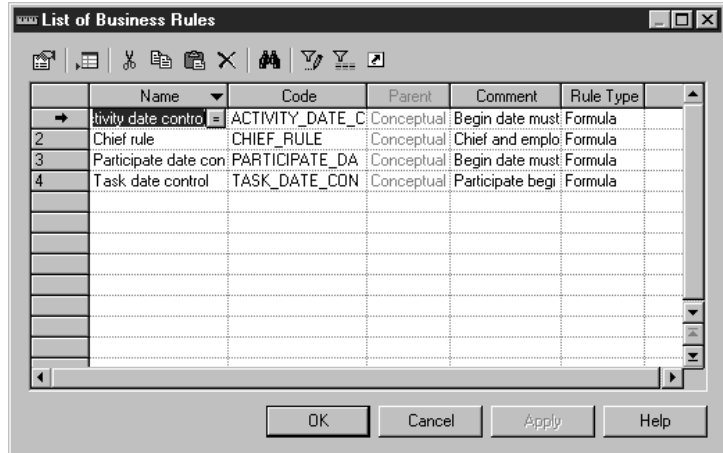 List of Business Rules
Name Code Parent Comment Rule Type
tivity date contro = ACTIVITY_DATE_C Conceptual Begin date must Formula
2 Chief rule CHIEF_RULE Conceptual Chief and emplo Formula
3 Participate date con PARTICIPATE_DA Conceptual Begin date must Formula
4 Task date control TASK_DATE_CON Conceptual Participate begi Formula
OK Cancel Apply Help